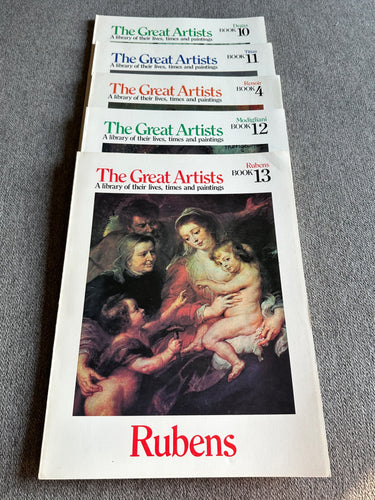 Degas
The Great Artists BOOK 10
A library of their lives, times and paintings
Titian
The Great Artists BOOK 11
A library of their lives, times and paintings
Renoir
The Great Artists BOOK 4
A library of their lives, times and paintings
Modigliani
The Great Artists BOOK 12
A library of their lives, times and paintings
Rubens
The Great Artists BOOK 13
A library of their lives, times and paintings
Rubens